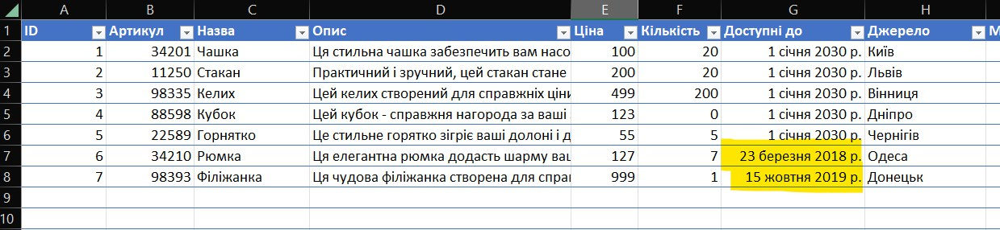 A B C D E F G H
1 ID Артикул Назва Опис Ціна Кількість Доступні до Джерело
2 1 34201 Чашка Ця стильна чашка забезпечить вам насо 100 20 1 січня 2030 р. Київ
3 2 11250 Стакан Практичний і зручний, цей стакан стане 200 20 1 січня 2030 р. Львів
4 3 98335 Келих Цей келих створений для справжніх ціни 499 200 1 січня 2030 р. Вінниця
5 4 88598 Кубок Цей кубок - справжня нагорода за ваші 123 0 1 січня 2030 р. Дніпро
6 5 22589 Горнятко Це стильне горятко зігріє ваші долоні і д 55 5 1 січня 2030 р. Чернігів
7 6 34210 Рюмка Ця елегантна рюмка додасть шарму ваш 127 7 23 березня 2018 р. Одеса
8 7 98393 Філіжанка Ця чудова філіжанка створена для спра 999 1 15 жовтня 2019 р. Донецьк
9
10